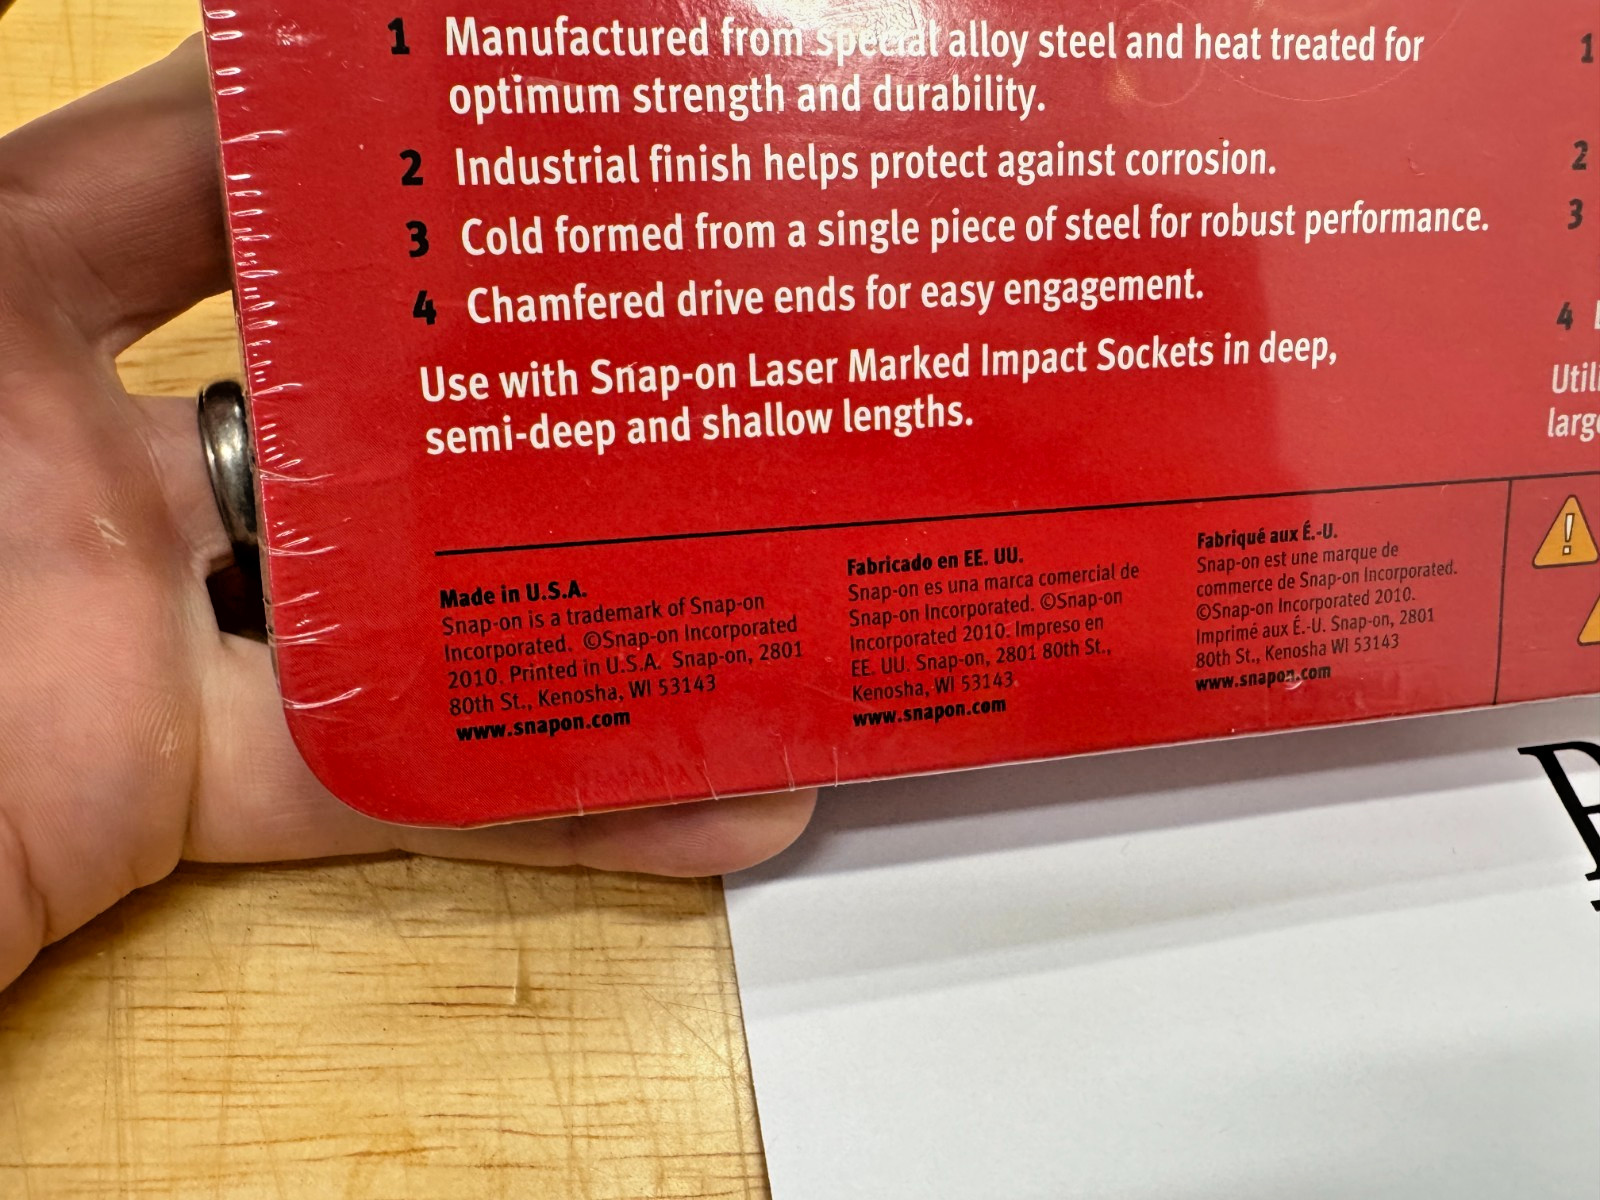 1 Manufactured from special alloy steel and heat treated for
optimum strength and durability.
2 Industrial finish helps protect against corrosion.
3 Cold formed from a single piece of steel for robust performance.
4 Chamfered drive ends for easy engagement.
Use with Snap-on Laser Marked Impact Sockets in deep,
semi-deep and shallow lengths.
Made in U.S.A.
Snap-on is a trademark of Snap-on
Incorporated. ©Snap-on Incorporated
2010. Printed in U.S.A. Snap-on, 2801
80th St., Kenosha, WI 53143
www.snapon.com
Fabricado en EE. UU.
Snap-on es una marca comercial de
Snap-on Incorporated. ©Snap-on
Incorporated 2010. Impreso en
EE. UU. Snap-on, 2801 80th St.,
Kenosha, WI 53143
www.snapon.com
Fabriqué aux É.-U.
Snap-on est une marque de
commerce de Snap-on Incorporated.
©Snap-on Incorporated 2010.
Imprimé aux É.-U. Snap-on, 2801
80th St., Kenosha WI 53143
www.snapon.com
1
2
3
4